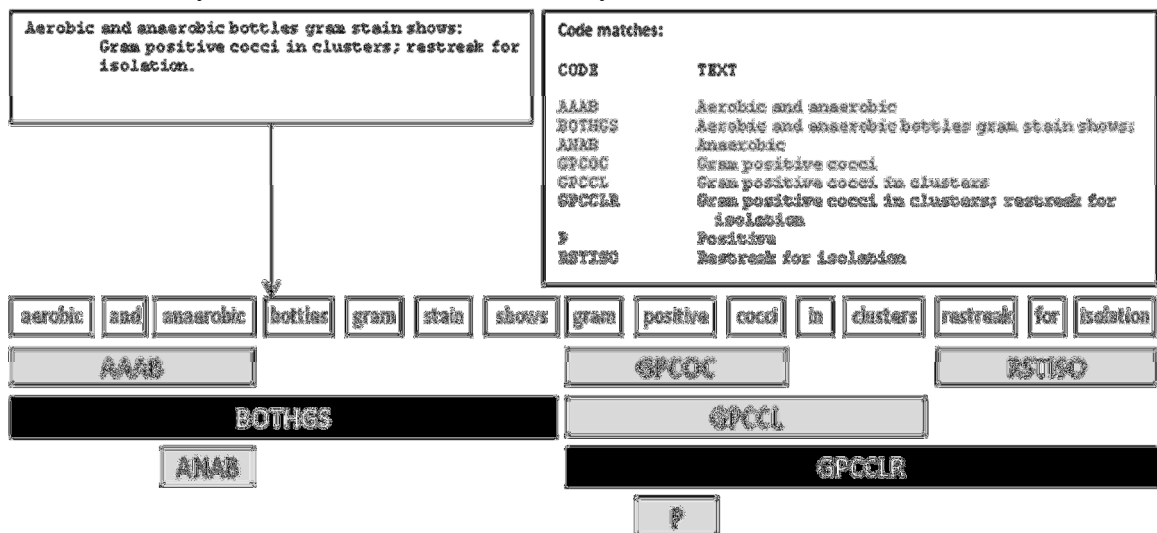 Aerobic and anaerobic bottles gram stain shows:
Gram positive cocci in clusters; restreak for
isolation.
Code matches:
CODE TEXT
AAAB Aerobic and anaerobic
BOTHGS Aerobic and anaerobic bottles gram stain shows:
ANAB Anaerobic
GPCOC Gram positive cocci
GPCCL Gram positive cocci in clusters
GPCCLR Gram positive cocci in clusters; restreak for
isolation
P Positive
RSTISO Restreak for isolation
aerobic and anaerobic bottles gram stain shows gram positive cocci in clusters restreak for isolation
AAAB GPCOC RSTISO
BOTHGS GPCCL
ANAB GPCCLR
P